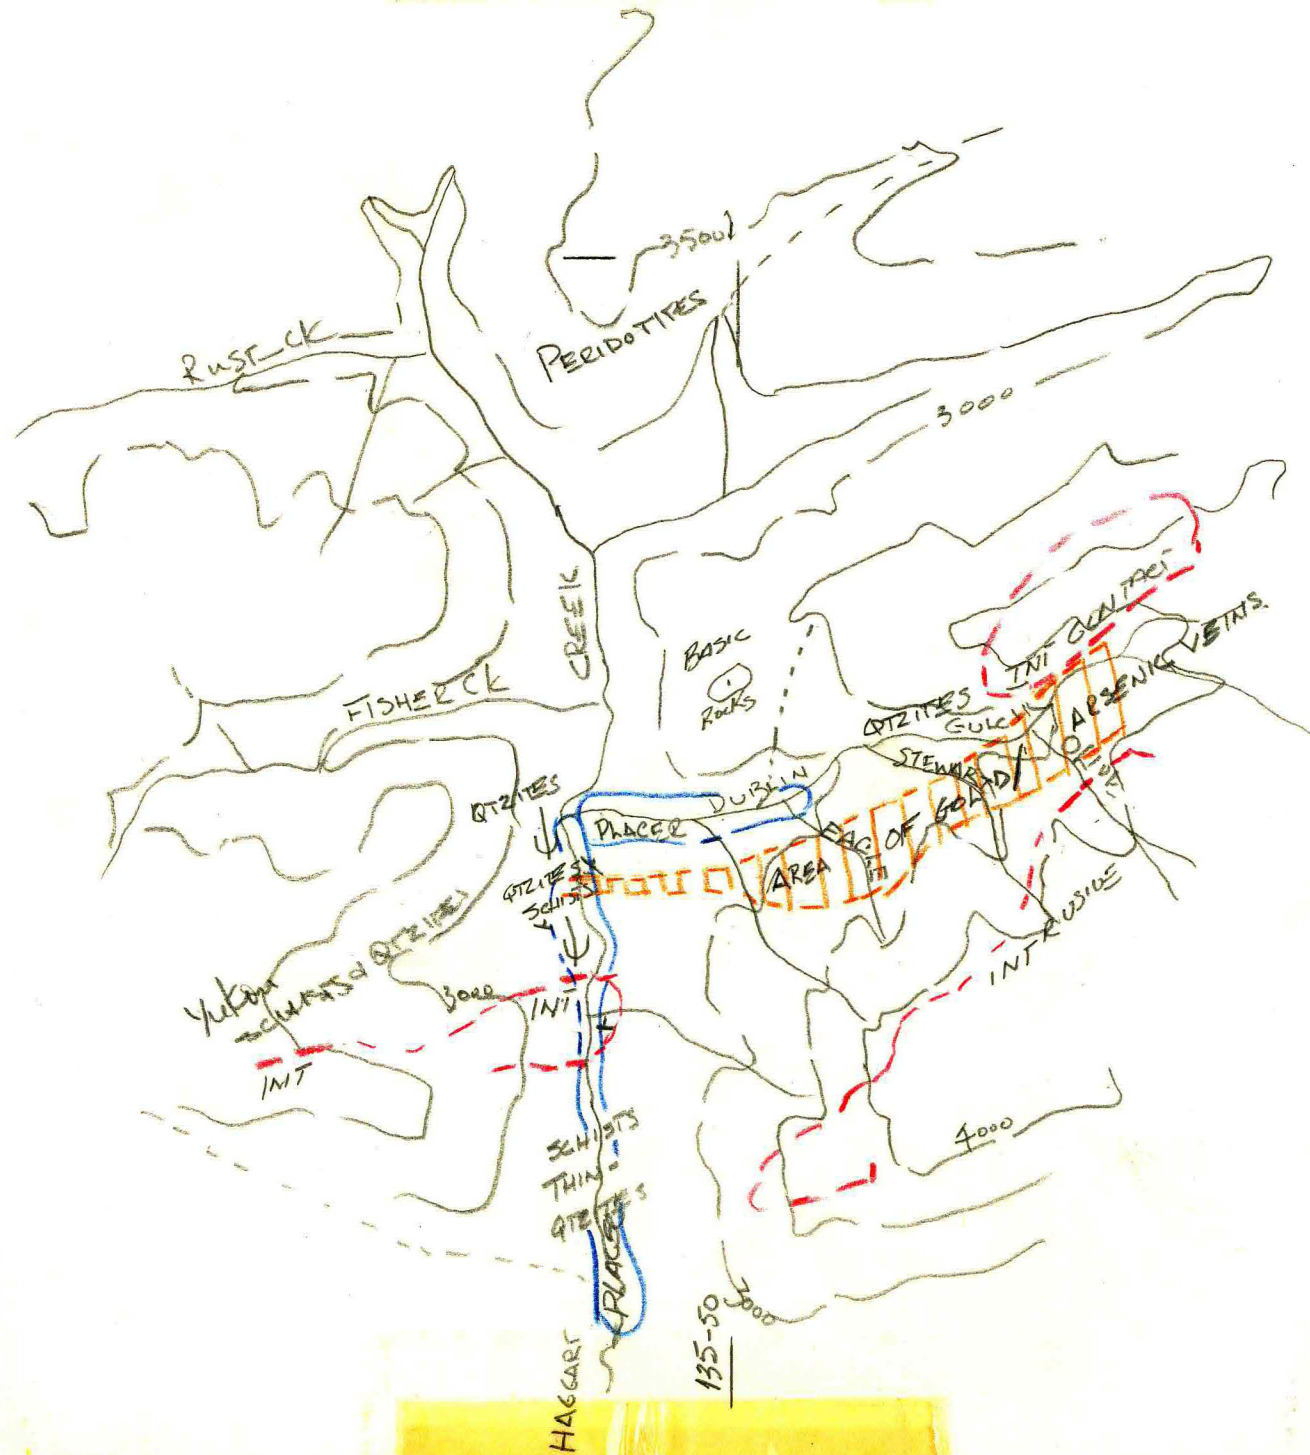 3500
PERIDOTITES
RUST-CK
3000
CREEK
BASIC
ROCKS
FISHER CK
INT CONTACT
QTZITES
GULCH
STEWARD
ARSENIC VEINS.
DUBLIN
PLACER
QTZITES
AREA
OF GOLD/
QTZITES
SCHISTS
YUKON
SCHISTS & QTZITES
3000
INT
INT
INTRUSIVE
SCHISTS
THIN-
QTZITES
PLACER
4000
3000
135-50
HAGGART